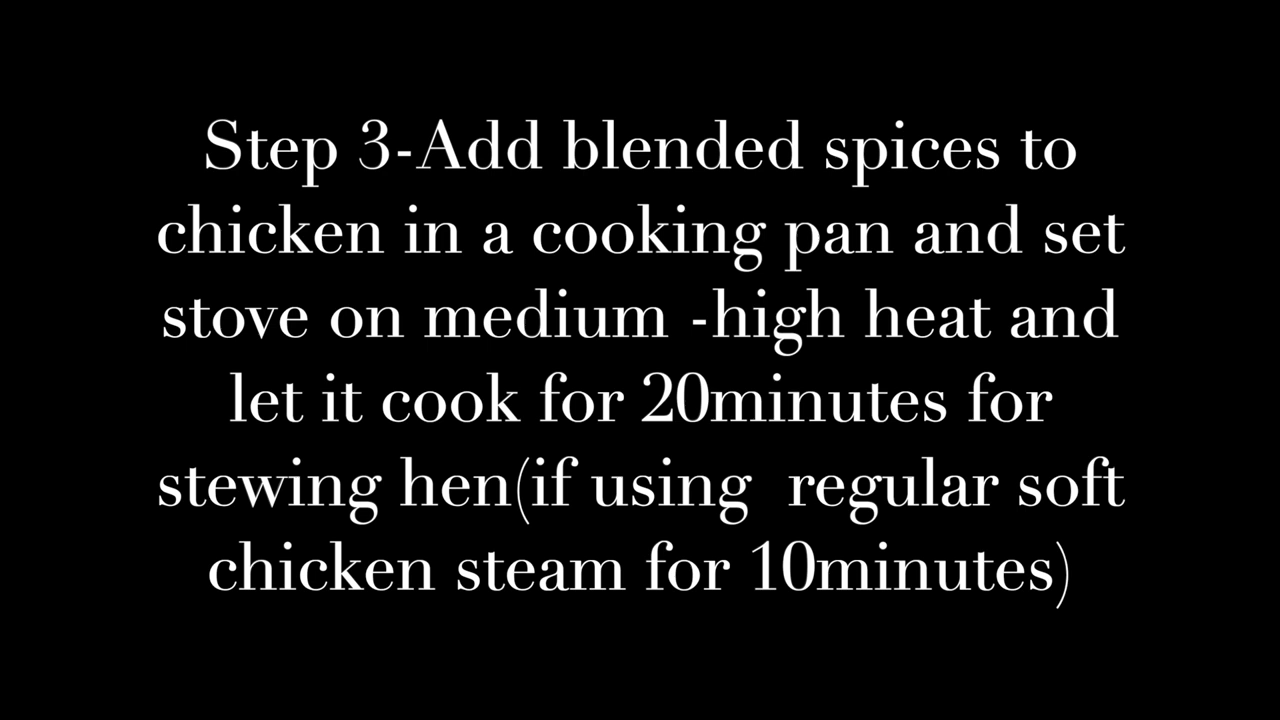 Step 3-Add blended spices to
chicken in a cooking pan and set
stove on medium -high heat and
let it cook for 20minutes for
stewing hen(if using  regular soft
chicken steam for 10minutes)